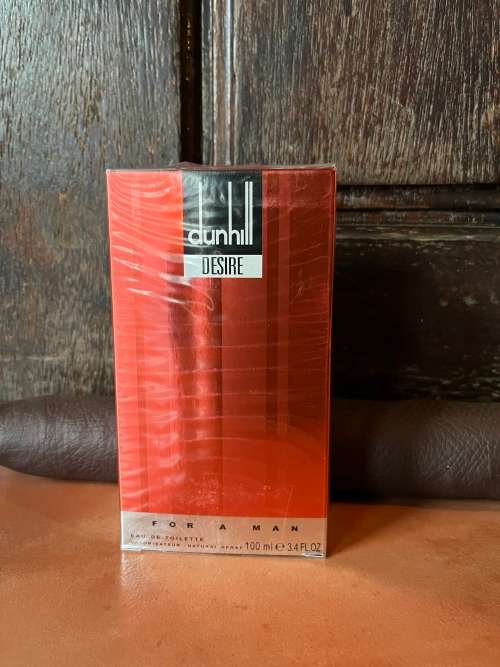 dunhill
DESIRE
FOR A MAN
EAU DE TOILETTE
VAPORISATEUR · NATURAL SPRAY 100 ml ℮ 3.4 FL.OZ